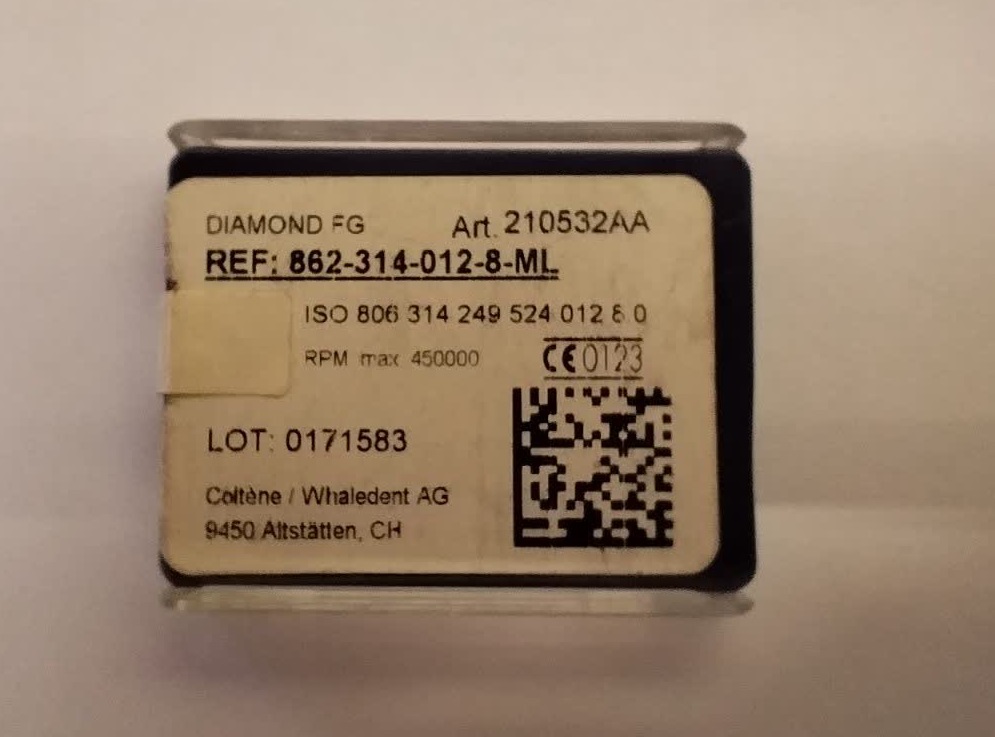 DIAMOND FG Art. 210532AA
REF: 862-314-012-8-ML
ISO 806 314 249 524 012 8 0
RPM max 450000
CE 0123
LOT: 0171583
Coltène / Whaledent AG
9450 Altstätten, CH